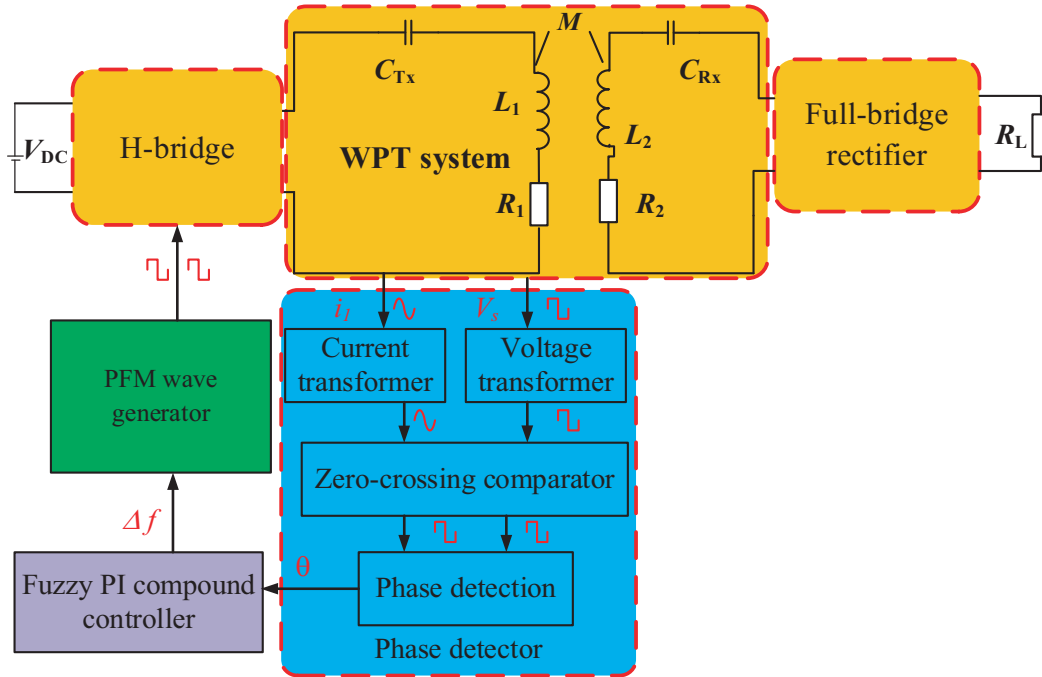 M
C_Tx
C_Rx
L_1
L_2
V_DC
H-bridge
WPT system
Full-bridge
rectifier
R_L
R_1
R_2
i_1
V_s
Current
transformer
Voltage
transformer
PFM wave
generator
Zero-crossing comparator
Δf
θ
Fuzzy PI compound
controller
Phase detection
Phase detector